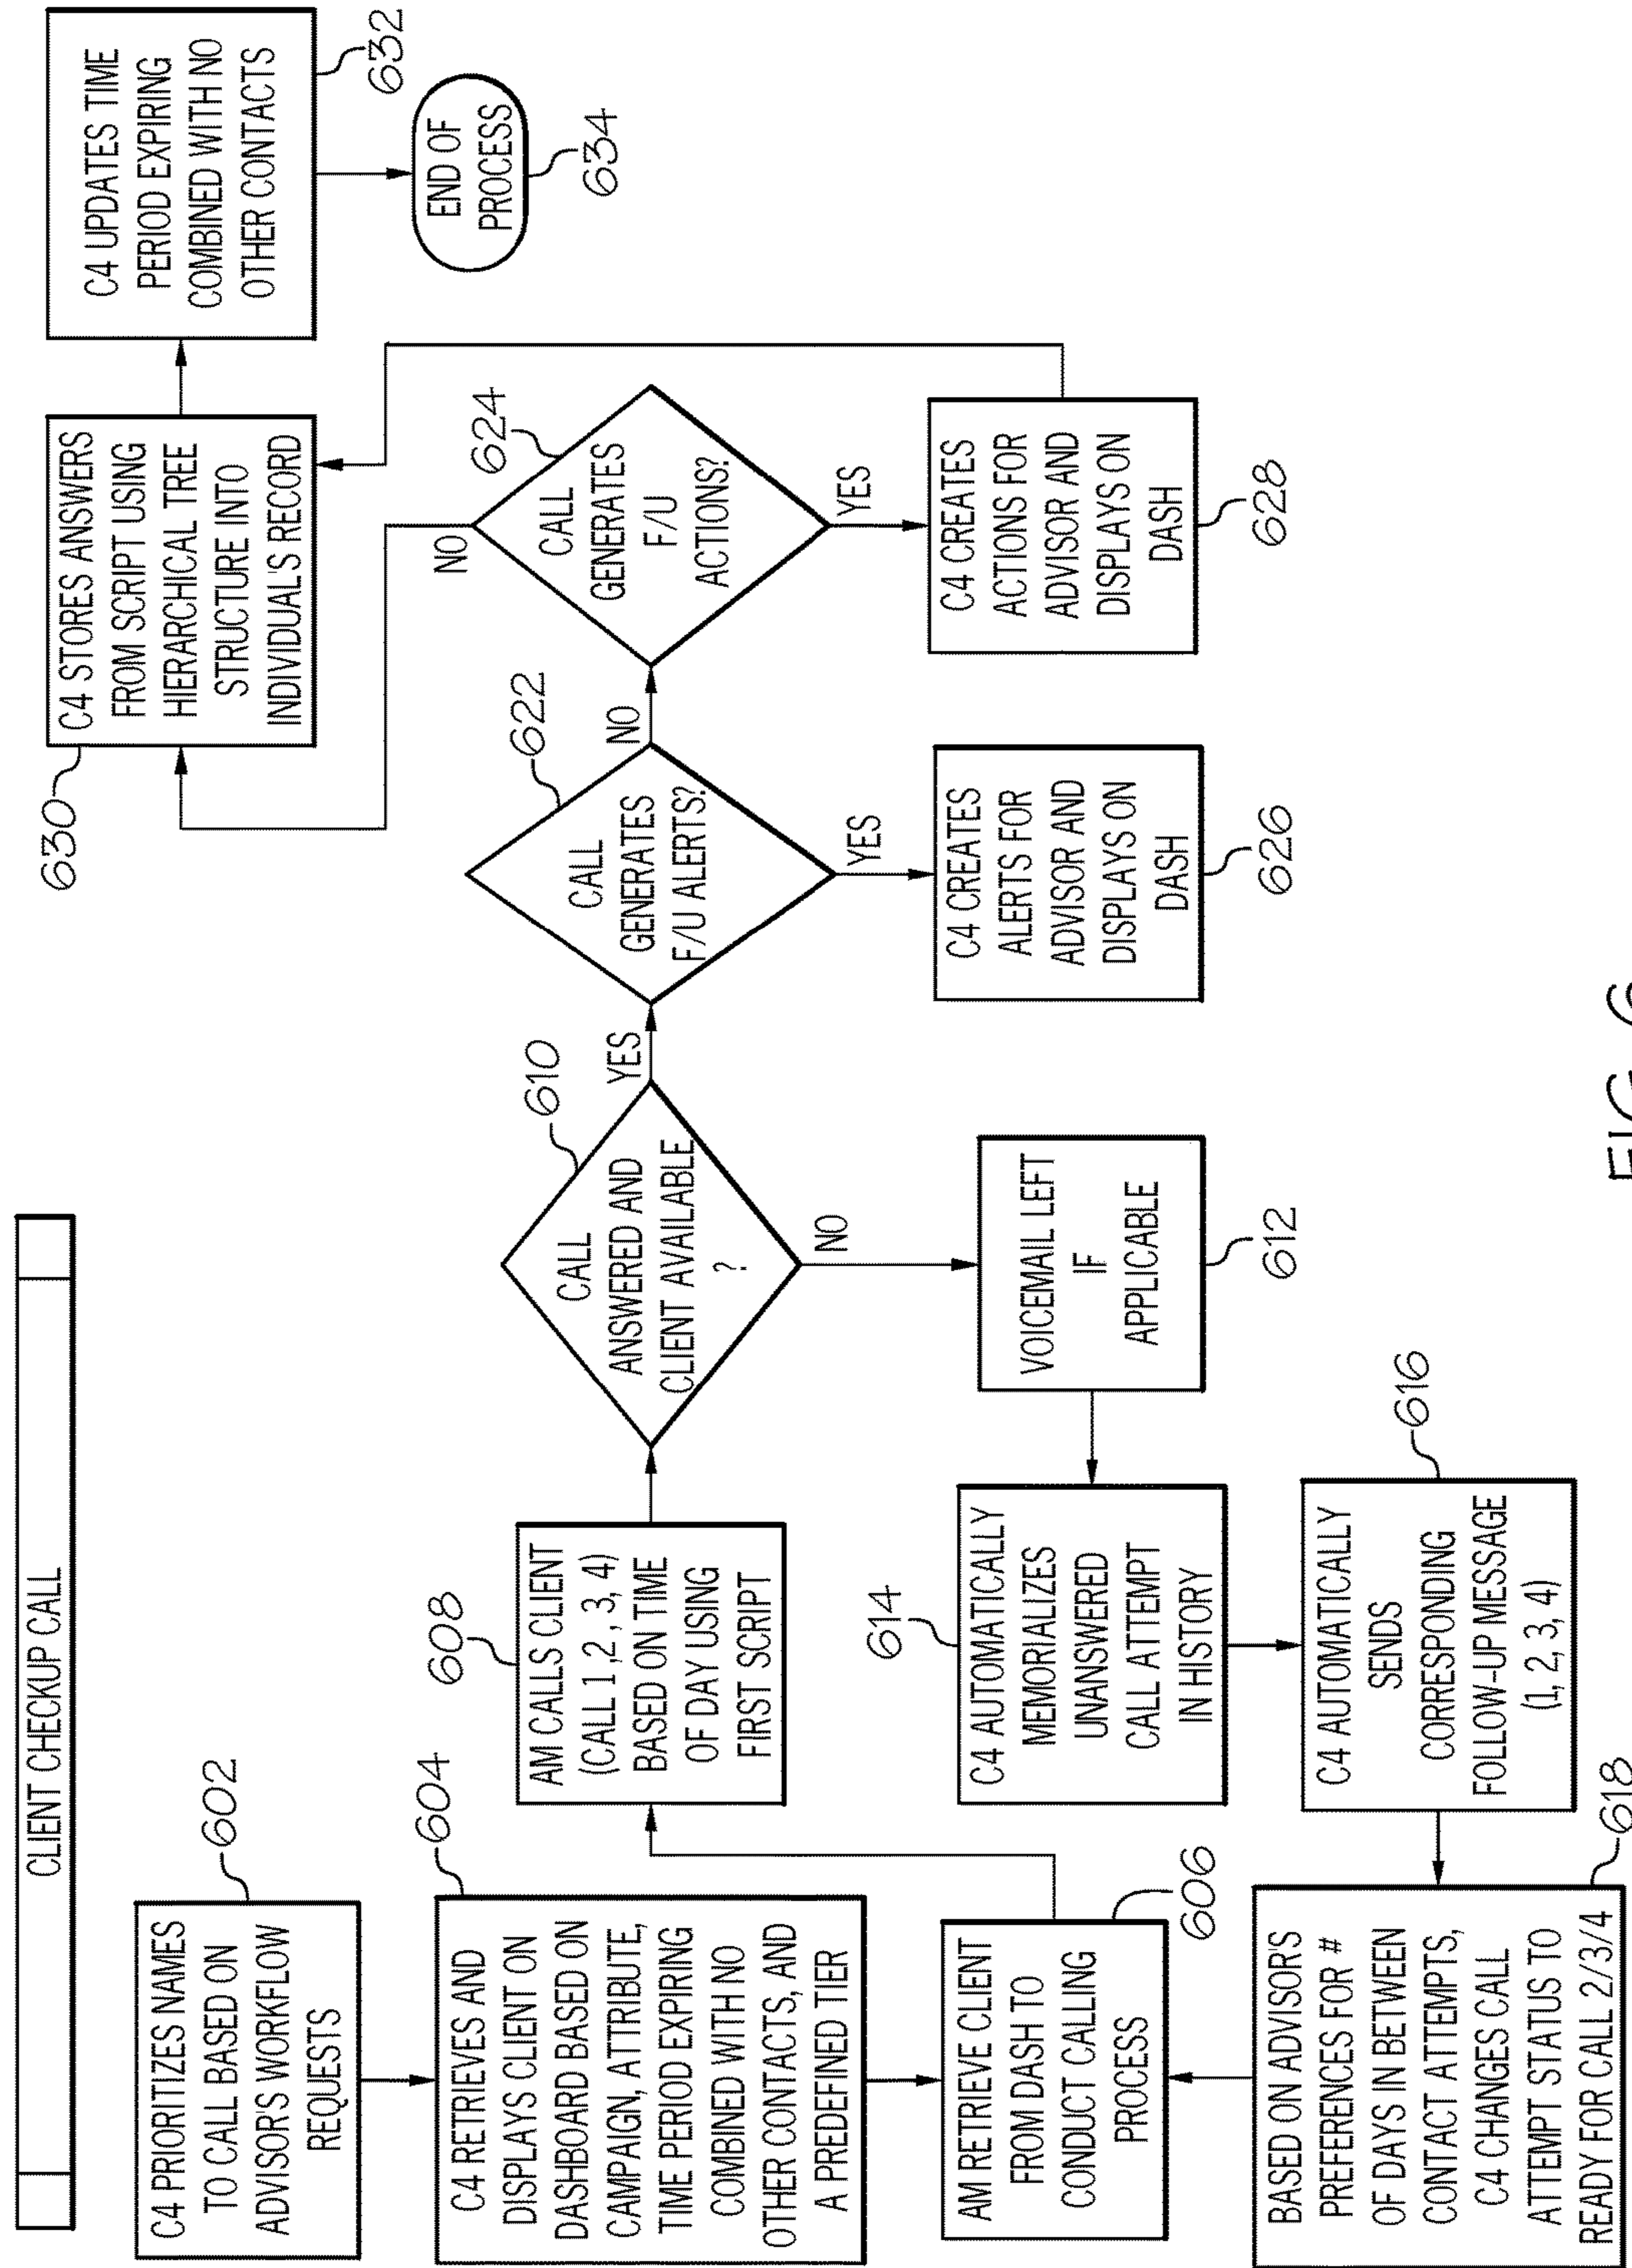 CLIENT CHECKUP CALL
C4 PRIORITIZES NAMES
TO CALL BASED ON
ADVISOR'S WORKFLOW
REQUESTS
602
C4 RETRIEVES AND
DISPLAYS CLIENT ON
DASHBOARD BASED ON
CAMPAIGN, ATTRIBUTE,
TIME PERIOD EXPIRING
COMBINED WITH NO
OTHER CONTACTS, AND
A PREDEFINED TIER
604
AM RETRIEVE CLIENT
FROM DASH TO
CONDUCT CALLING
PROCESS
606
AM CALLS CLIENT
(CALL 1,2 ,3, 4)
BASED ON TIME
OF DAY USING
FIRST SCRIPT
608
CALL
ANSWERED AND
CLIENT AVAILABLE
?
610
YES
NO
VOICEMAIL LEFT
IF
APPLICABLE
612
C4 AUTOMATICALLY
MEMORIALIZES
UNANSWERED
CALL ATTEMPT
IN HISTORY
614
C4 AUTOMATICALLY
SENDS
CORRESPONDING
FOLLOW-UP MESSAGE
(1, 2, 3, 4)
616
BASED ON ADVISOR'S
PREFERENCES FOR #
OF DAYS IN BETWEEN
CONTACT ATTEMPTS,
C4 CHANGES CALL
ATTEMPT STATUS TO
READY FOR CALL 2/3/4
618
CALL
GENERATES
F/U ALERTS?
622
NO
YES
C4 CREATES
ALERTS FOR
ADVISOR AND
DISPLAYS ON
DASH
626
CALL
GENERATES
F/U
ACTIONS?
624
NO
YES
C4 CREATES
ACTIONS FOR
ADVISOR AND
DISPLAYS ON
DASH
628
C4 STORES ANSWERS
FROM SCRIPT USING
HIERARCHICAL TREE
STRUCTURE INTO
INDIVIDUAL'S RECORD
630
C4 UPDATES TIME
PERIOD EXPIRING
COMBINED WITH NO
OTHER CONTACTS
632
END OF
PROCESS
634